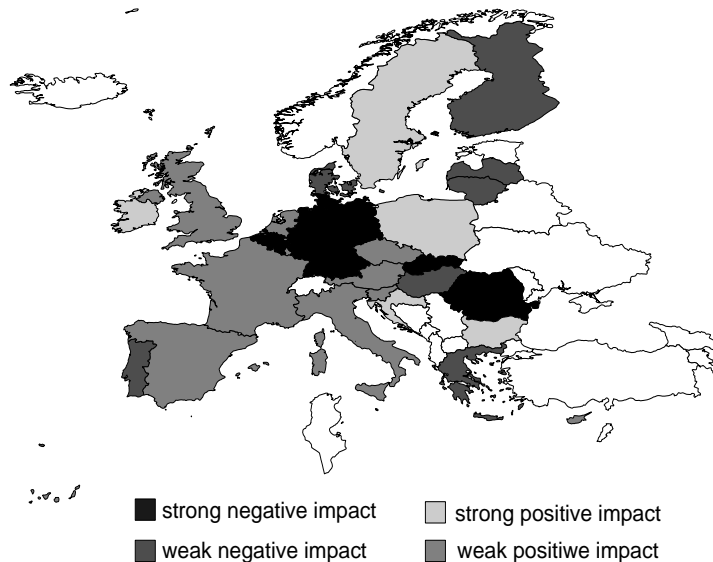 strong negative impact
strong positive impact
weak negative impact
weak positiwe impact